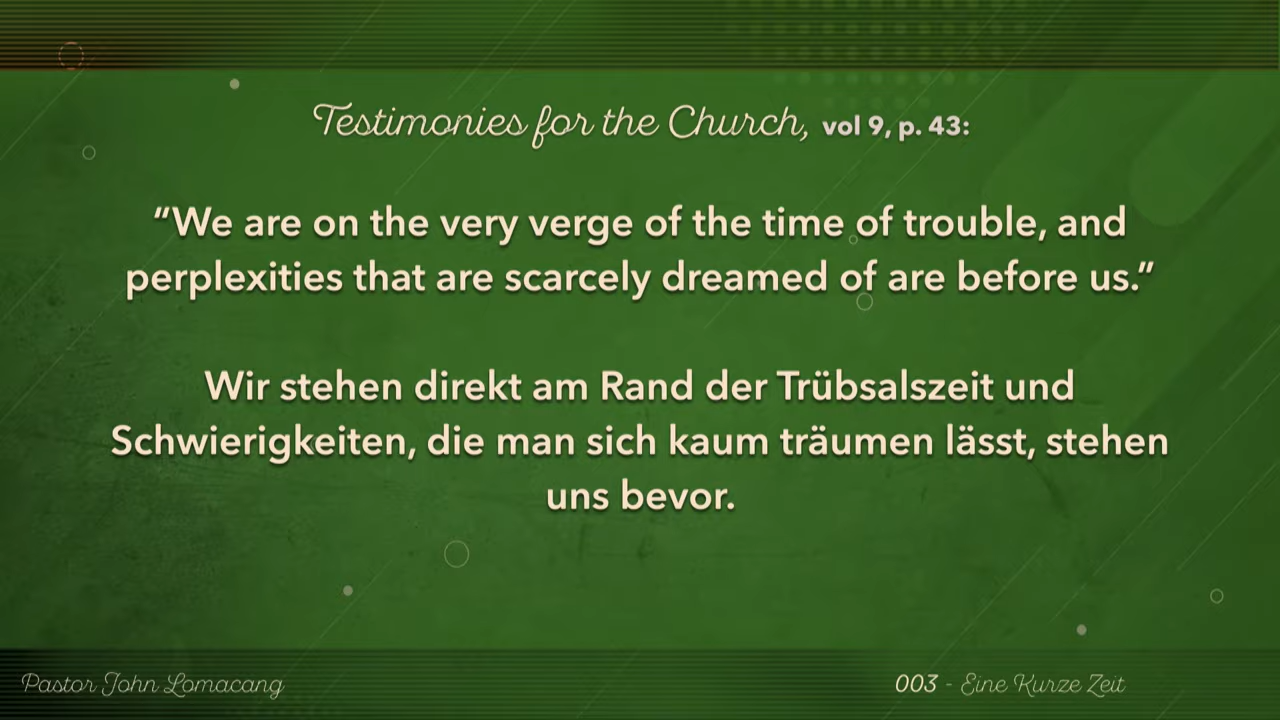 Testimonies for the Church, vol 9, p. 43:
“We are on the very verge of the time of trouble, and
perplexities that are scarcely dreamed of are before us.”
Wir stehen direkt am Rand der Trübsalszeit und
Schwierigkeiten, die man sich kaum träumen lässt, stehen
uns bevor.
Pastor John Lomacang
003 - Eine Kurze Zeit